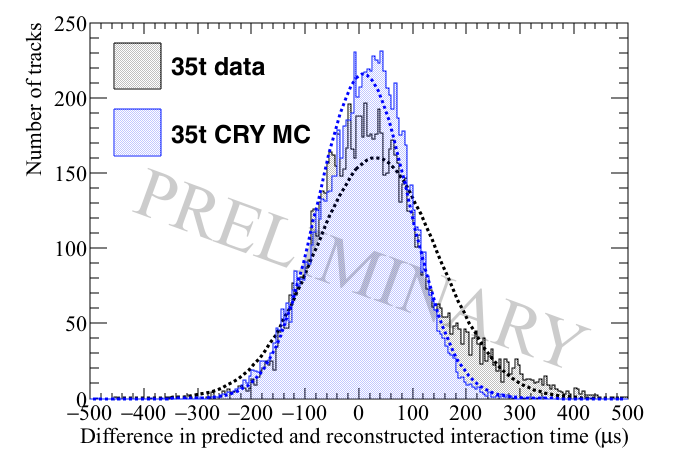 250
200
150
100
50
0
Number of tracks
35t data
35t CRY MC
PRELIMINARY
−500 −400 −300 −200 −100 0 100 200 300 400 500
Difference in predicted and reconstructed interaction time (μs)